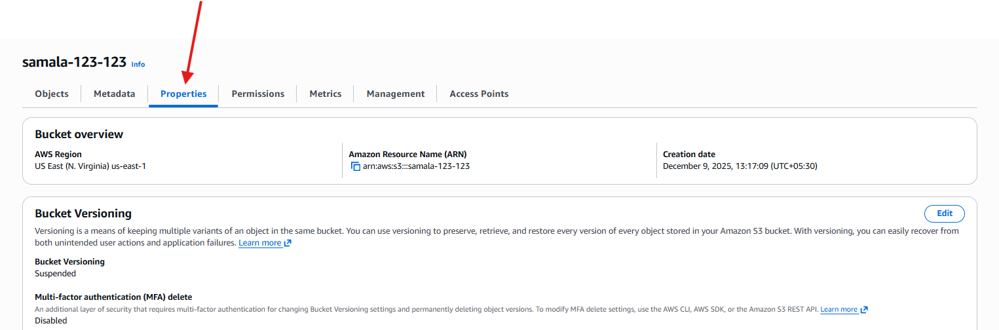 samala-123-123 Info
Objects Metadata Properties Permissions Metrics Management Access Points
Bucket overview
AWS Region
US East (N. Virginia) us-east-1
Amazon Resource Name (ARN)
arn:aws:s3:::samala-123-123
Creation date
December 9, 2025, 13:17:09 (UTC+05:30)
Bucket Versioning
Edit
Versioning is a means of keeping multiple variants of an object in the same bucket. You can use versioning to preserve, retrieve, and restore every version of every object stored in your Amazon S3 bucket. With versioning, you can easily recover from
both unintended user actions and application failures. Learn more
Bucket Versioning
Suspended
Multi-factor authentication (MFA) delete
An additional layer of security that requires multi-factor authentication for changing Bucket Versioning settings and permanently deleting object versions. To modify MFA delete settings, use the AWS CLI, AWS SDK, or the Amazon S3 REST API. Learn more
Disabled